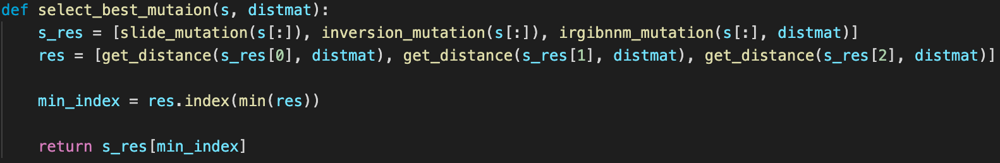 def select_best_mutaion(s, distmat):
    s_res = [slide_mutation(s[:]), inversion_mutation(s[:]), irgibnnm_mutation(s[:], distmat)]
    res = [get_distance(s_res[0], distmat), get_distance(s_res[1], distmat), get_distance(s_res[2], distmat)]
    min_index = res.index(min(res))
    return s_res[min_index]